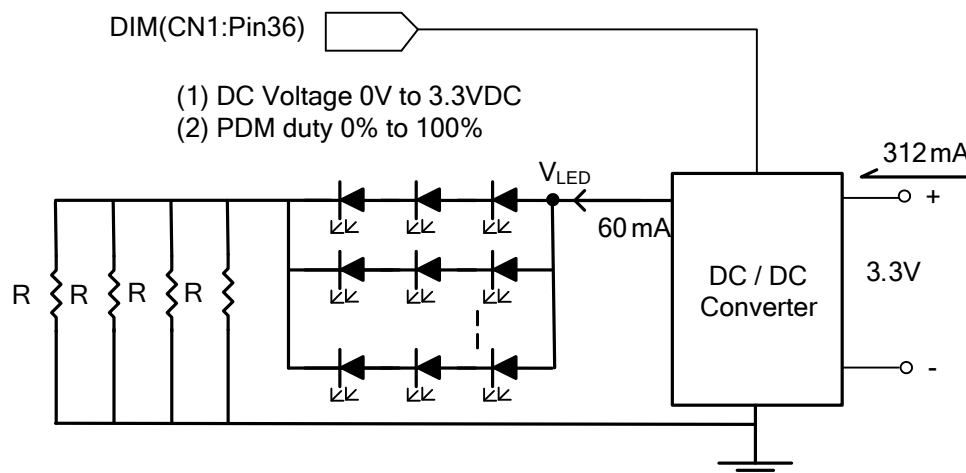 DIM(CN1:Pin36)
(1) DC Voltage 0V to 3.3VDC
(2) PDM duty 0% to 100%
312mA
VLED
60mA
+
R R R R
DC / DC
Converter
3.3V
-